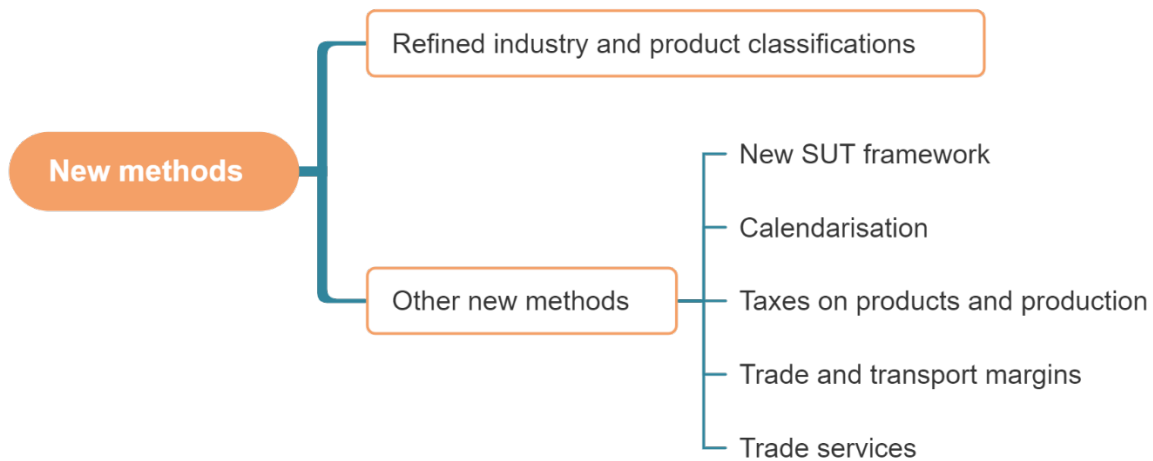 New methods
Refined industry and product classifications
Other new methods
New SUT framework
Calendarisation
Taxes on products and production
Trade and transport margins
Trade services